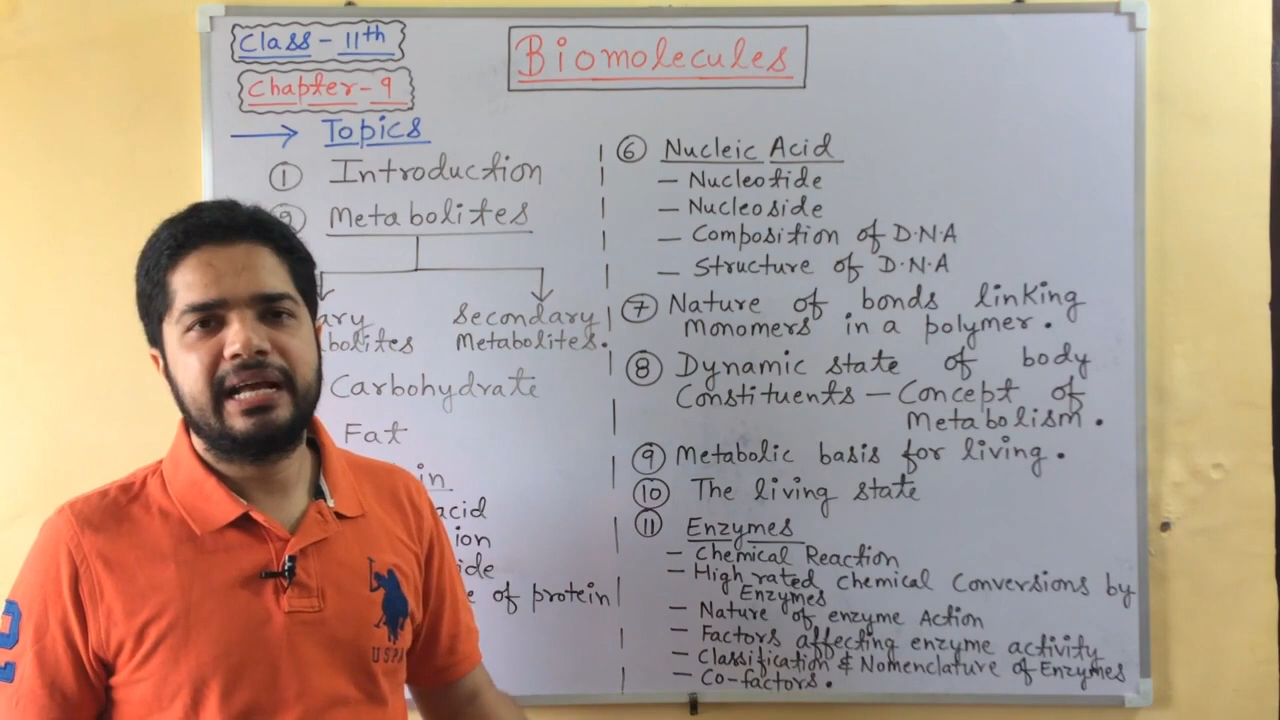 Class - 11th
Biomolecules
Chapter - 9
→ Topics
① Introduction
② Metabolites
Secondary
Metabolites.
Carbohydrate
Fat
acid
of protein
⑥ Nucleic Acid
- Nucleotide
- Nucleoside
- Composition of D.N.A
- Structure of D.N.A
⑦ Nature of bonds linking
monomers in a polymer.
⑧ Dynamic state of body
Constituents - Concept of
Metabolism.
⑨ Metabolic basis for living.
⑩ The living state
⑪ Enzymes
- Chemical Reaction
- High rated chemical Conversions by
Enzymes
- Nature of enzyme Action
- Factors affecting enzyme activity
- Classification & Nomenclature of Enzymes
- Co-factors.
2
USPA